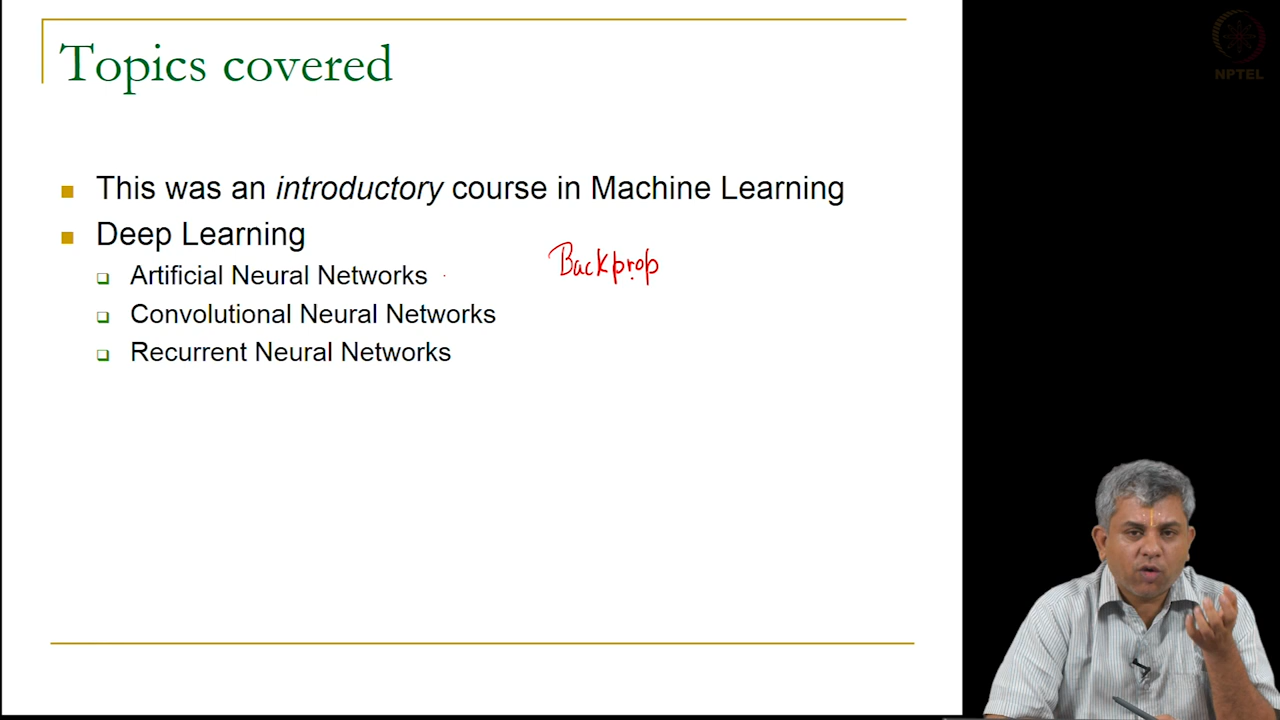 Topics covered
This was an introductory course in Machine Learning
Deep Learning
Artificial Neural Networks
Backprop
Convolutional Neural Networks
Recurrent Neural Networks
NPTEL